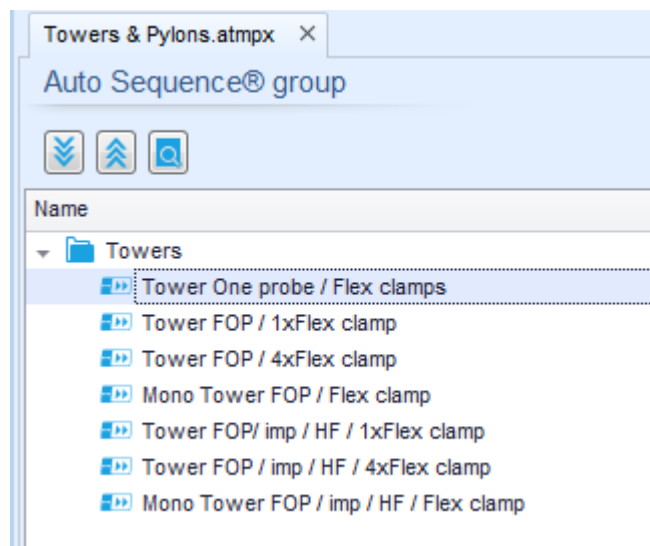 Towers & Pylons.atmpx
Auto Sequence® group
Name
Towers
Tower One probe / Flex clamps
Tower FOP / 1xFlex clamp
Tower FOP / 4xFlex clamp
Mono Tower FOP / Flex clamp
Tower FOP/ imp / HF / 1xFlex clamp
Tower FOP / imp / HF / 4xFlex clamp
Mono Tower FOP / imp / HF / Flex clamp